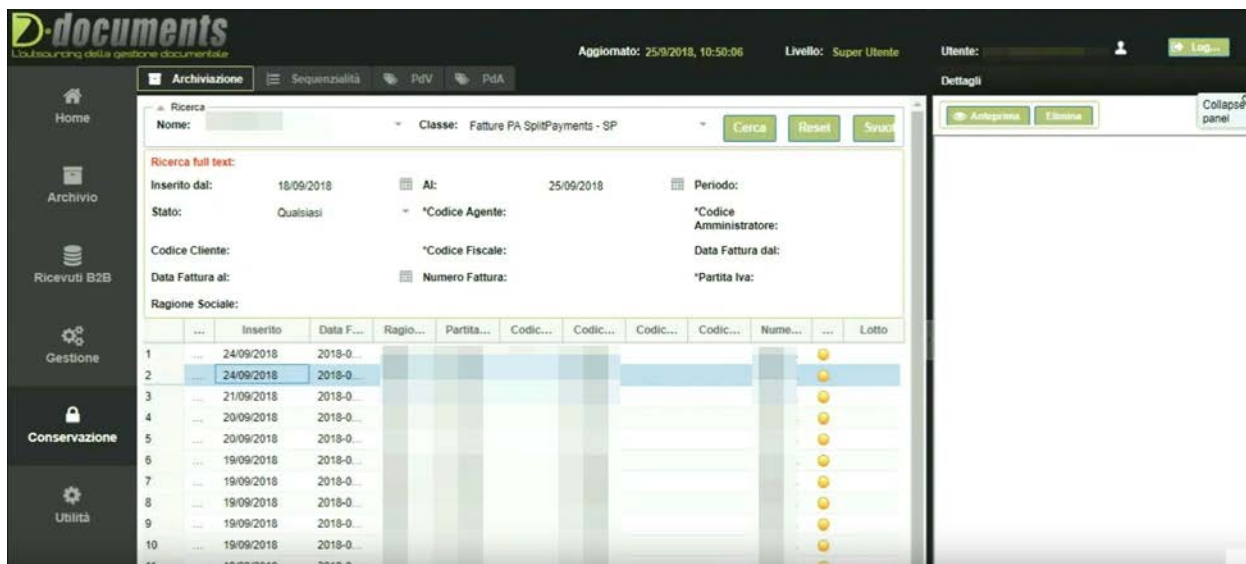 D-documents
L'outsourcing della gestione documentale
Aggiornato: 25/9/2018, 10:50:06 Livello: Super Utente Utente: Log...
Archiviazione Sequenzialità PdV PdA Dettagli
Home
Archivio
Ricevuti B2B
Gestione
Conservazione
Utilità
Ricerca
Nome: Classe: Fatture PA SplitPayments - SP Cerca Reset Svuot
Anteprima Elimina
Collapse
panel
Ricerca full text:
Inserito dal: 18/09/2018 Al: 25/09/2018 Periodo:
Stato: Qualsiasi *Codice Agente: *Codice
Amministratore:
Codice Cliente: *Codice Fiscale: Data Fattura dal:
Data Fattura al: Numero Fattura: *Partita Iva:
Ragione Sociale:
... Inserito Data F... Ragio... Partita... Codic... Codic... Codic... Codic... Nume... ... Lotto
1 ... 24/09/2018 2018-0...
2 ... 24/09/2018 2018-0...
3 ... 21/09/2018 2018-0...
4 ... 20/09/2018 2018-0...
5 ... 20/09/2018 2018-0...
6 ... 19/09/2018 2018-0...
7 ... 19/09/2018 2018-0...
8 ... 19/09/2018 2018-0...
9 ... 19/09/2018 2018-0...
10 ... 19/09/2018 2018-0...